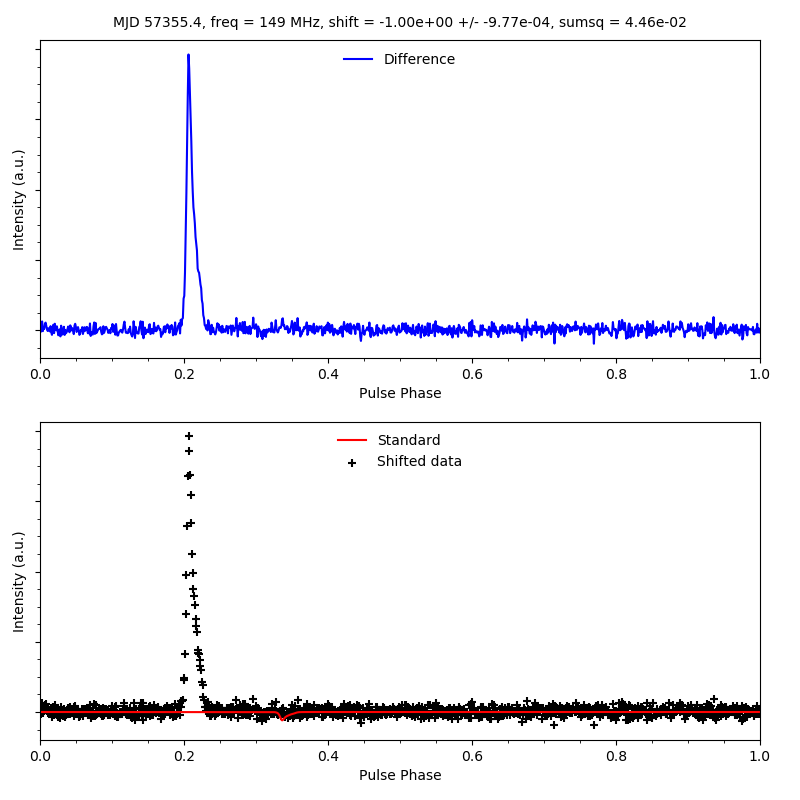 MJD 57355.4, freq = 149 MHz, shift = -1.00e+00 +/- -9.77e-04, sumsq = 4.46e-02
Difference
Intensity (a.u.)
0.0 0.2 0.4 0.6 0.8 1.0
Pulse Phase
Standard
Shifted data
Intensity (a.u.)
0.0 0.2 0.4 0.6 0.8 1.0
Pulse Phase